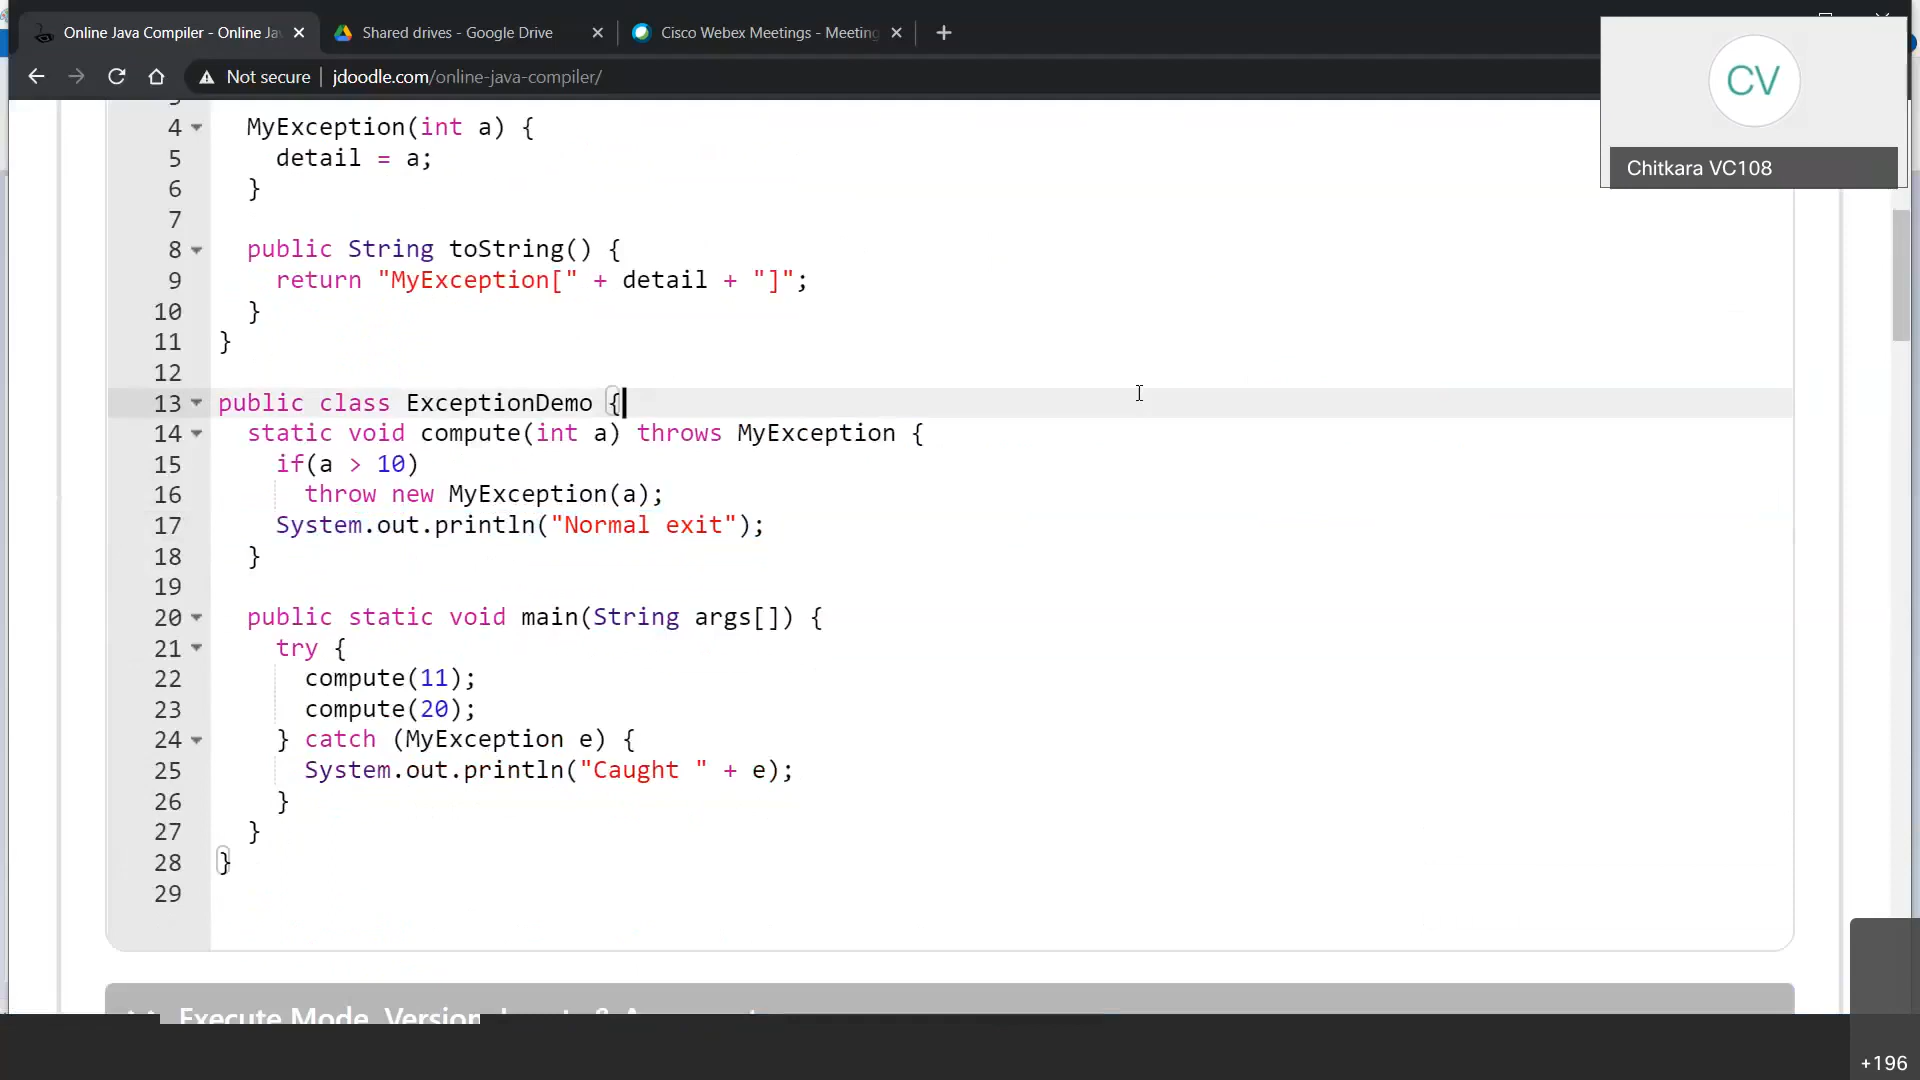 Online Java Compiler - Online Ja
Shared drives - Google Drive
Cisco Webex Meetings - Meeting
Not secure | jdoodle.com/online-java-compiler/
CV
Chitkara VC108
4 MyException(int a) {
5 detail = a;
6 }
7
8 public String toString() {
9 return "MyException[" + detail + "]";
10 }
11 }
12
13 public class ExceptionDemo {
14 static void compute(int a) throws MyException {
15 if(a > 10)
16 throw new MyException(a);
17 System.out.println("Normal exit");
18 }
19
20 public static void main(String args[]) {
21 try {
22 compute(11);
23 compute(20);
24 } catch (MyException e) {
25 System.out.println("Caught " + e);
26 }
27 }
28 }
29
Execute Mode, Version
+196